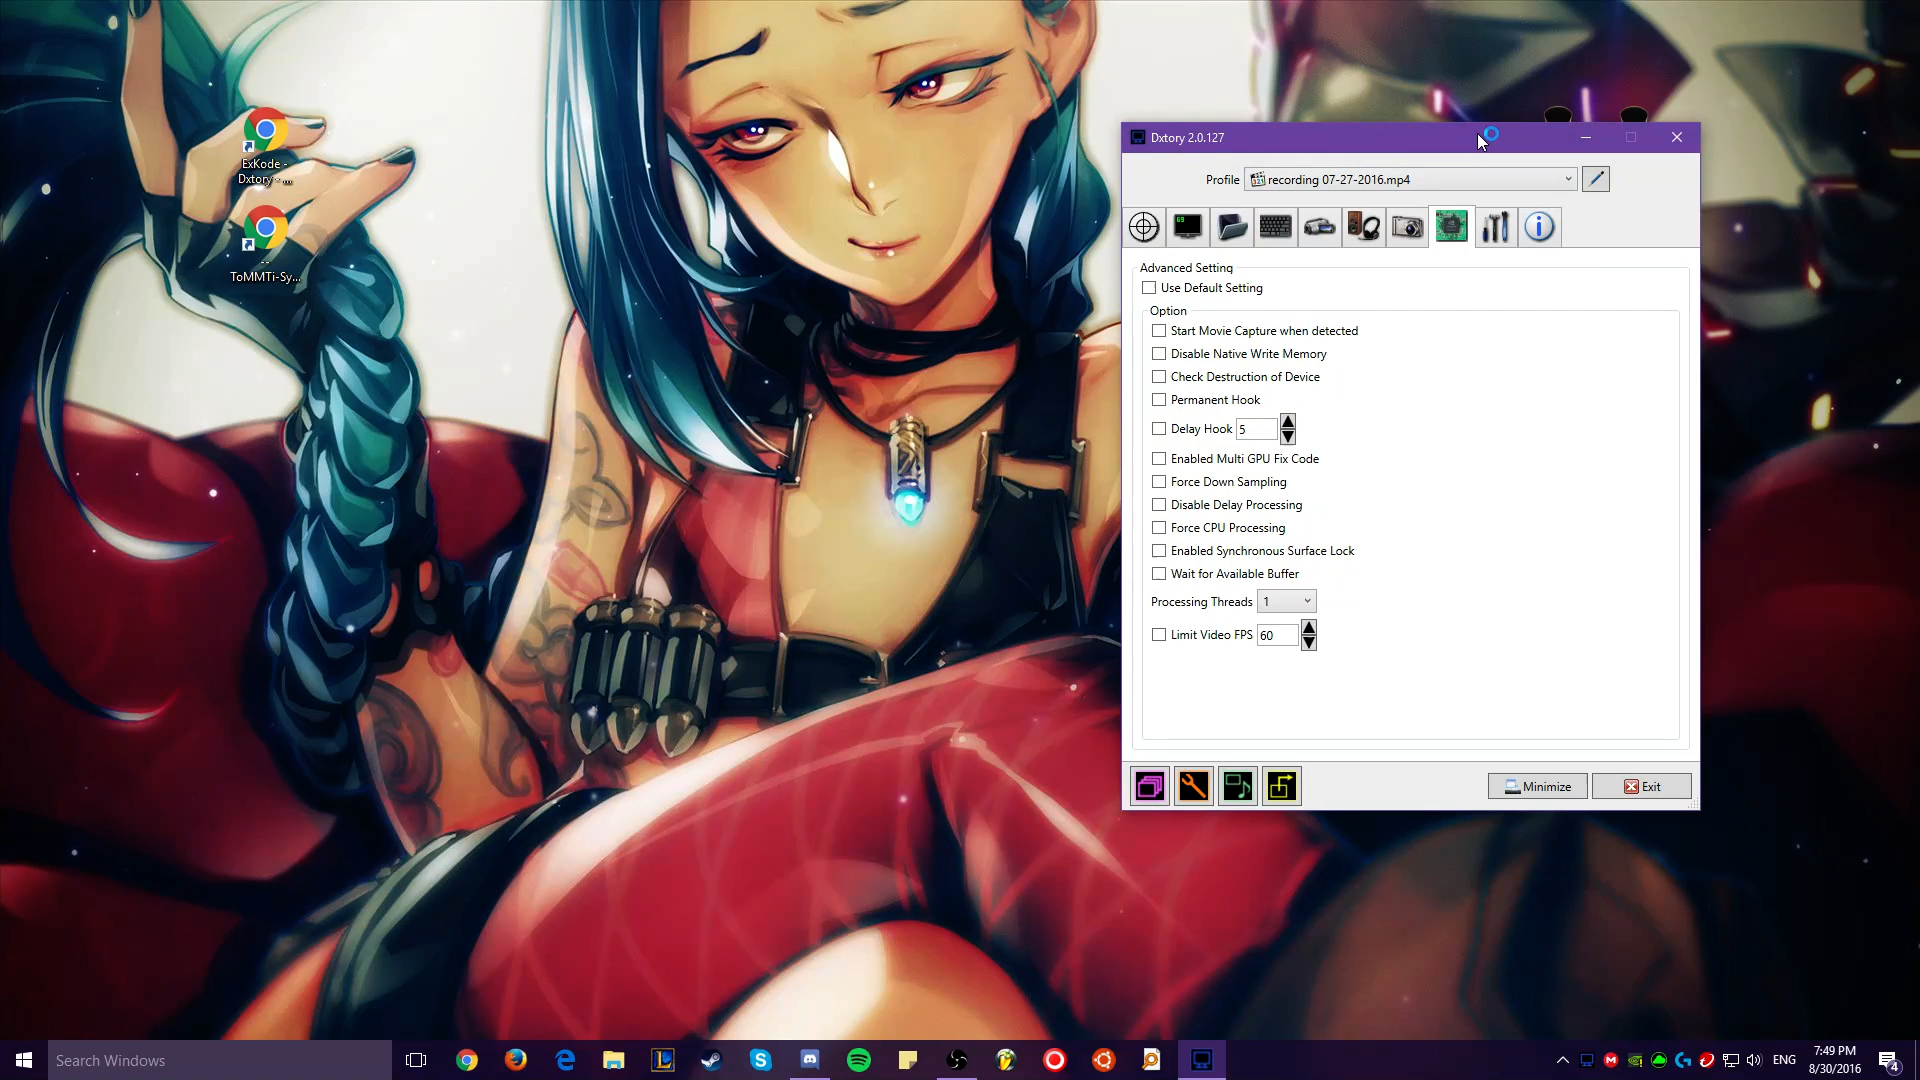 ExKode -
Dxtory - ...
--
ToMMTi-Sy...
Dxtory 2.0.127
Profile recording 07-27-2016.mp4
Advanced Setting
Use Default Setting
Option
Start Movie Capture when detected
Disable Native Write Memory
Check Destruction of Device
Permanent Hook
Delay Hook 5
Enabled Multi GPU Fix Code
Force Down Sampling
Disable Delay Processing
Force CPU Processing
Enabled Synchronous Surface Lock
Wait for Available Buffer
Processing Threads 1
Limit Video FPS 60
Minimize Exit
Search Windows
ENG
7:49 PM
8/30/2016
4